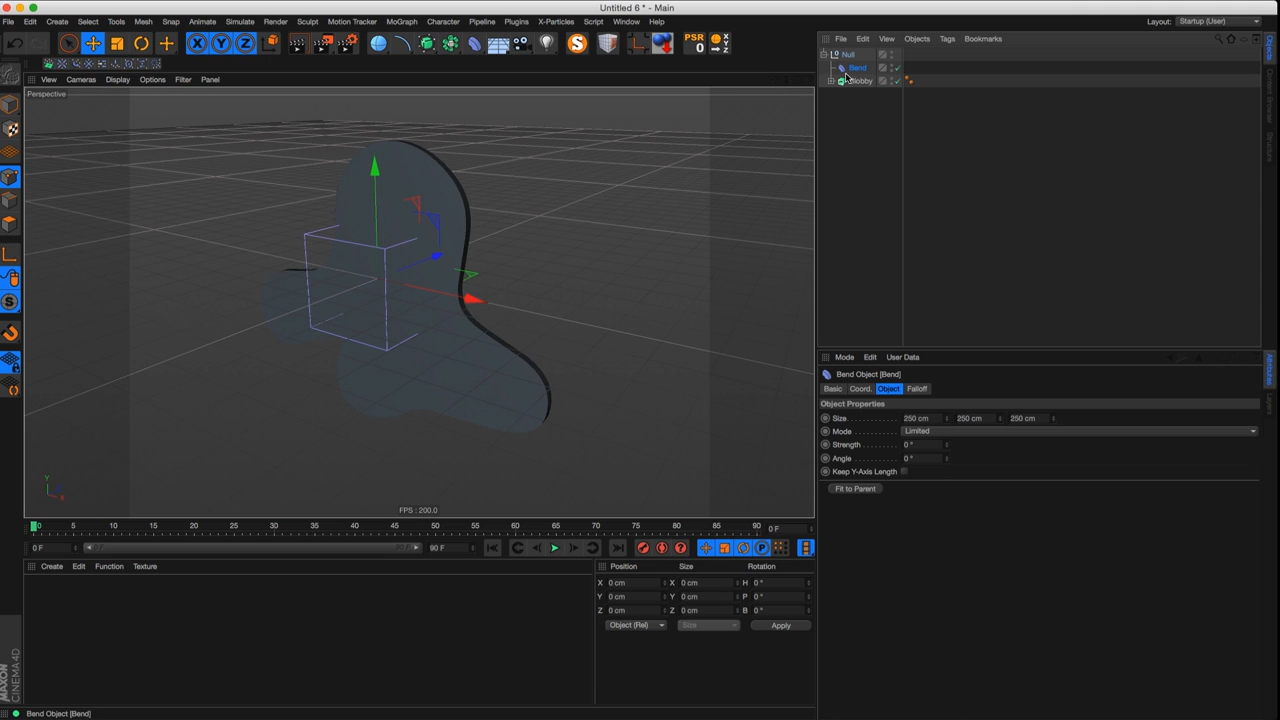 Untitled 6 * - Main
File Edit Create Select Tools Mesh Snap Animate Simulate Render Sculpt Motion Tracker MoGraph Character Pipeline Plugins X-Particles Script Window Help Layout: Startup (User)
X Y Z S PSR 0
File Edit View Objects Tags Bookmarks
Null
Bend
View Cameras Display Options Filter Panel
Perspective
Mode Edit User Data
Bend Object [Bend]
Basic Coord. Object Falloff
Object Properties
Size 250 cm 250 cm 250 cm
Mode Limited
Strength 0 °
Angle 0 °
Keep Y-Axis Length
Fit to Parent
Y
X
FPS : 200.0
0 5 10 15 20 25 30 35 40 45 50 55 60 65 70 75 80 85 90 0 F
0 F 90 F P
Create Edit Function Texture
Position Size Rotation
X 0 cm X 0 cm H 0 °
Y 0 cm Y 0 cm P 0 °
Z 0 cm Z 0 cm B 0 °
Object (Rel) Size Apply
Bend Object [Bend]
Objects
Content Browser
Structure
Attributes
Layers
MAXON
CINEMA 4D